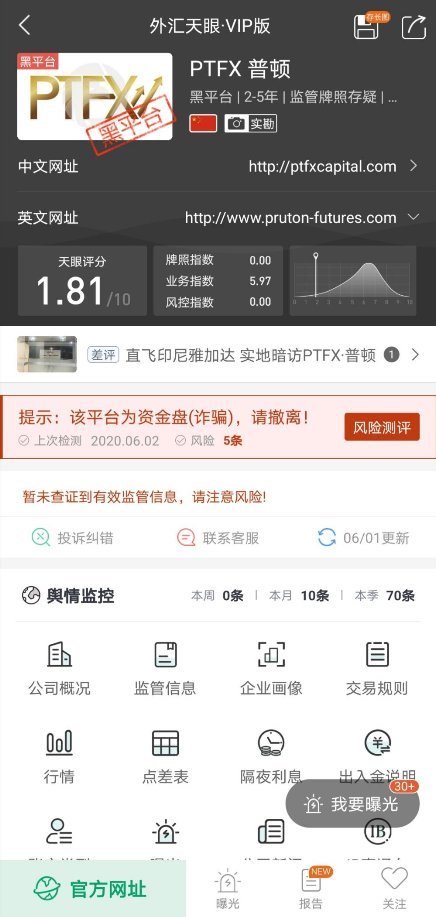 外汇天眼·VIP版
存长图
黑平台
PTFX
黑平台
PTFX 普顿
黑平台 | 2-5年 | 监管牌照存疑 | ...
实勘
中文网址 http://ptfxcapital.com
英文网址 http://www.pruton-futures.com
天眼评分
1.81/10
牌照指数 0.00
业务指数 5.97
风控指数 0.00
0 1 2 3 4 5 6 7 8 9 10
差评 直飞印尼雅加达 实地暗访PTFX·普顿 1
提示：该平台为资金盘(诈骗)，请撤离！
上次检测 2020.06.02 风险 5条
风险测评
暂未查证到有效监管信息，请注意风险!
投诉纠错 联系客服 06/01更新
舆情监控 本周 0条 | 本月 10条 | 本季 70条
公司概况 监管信息 企业画像 交易规则
行情 点差表 隔夜利息 出入金说明
30+
我要曝光
官方网址 曝光 NEW 报告 关注